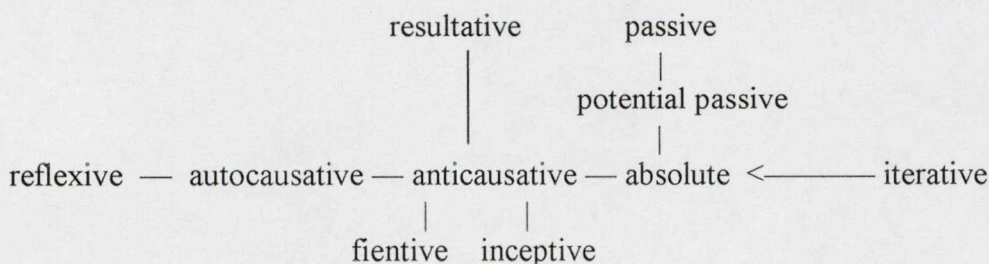 resultative passive
potential passive
reflexive — autocausative — anticausative — absolute <——— iterative
fientive inceptive